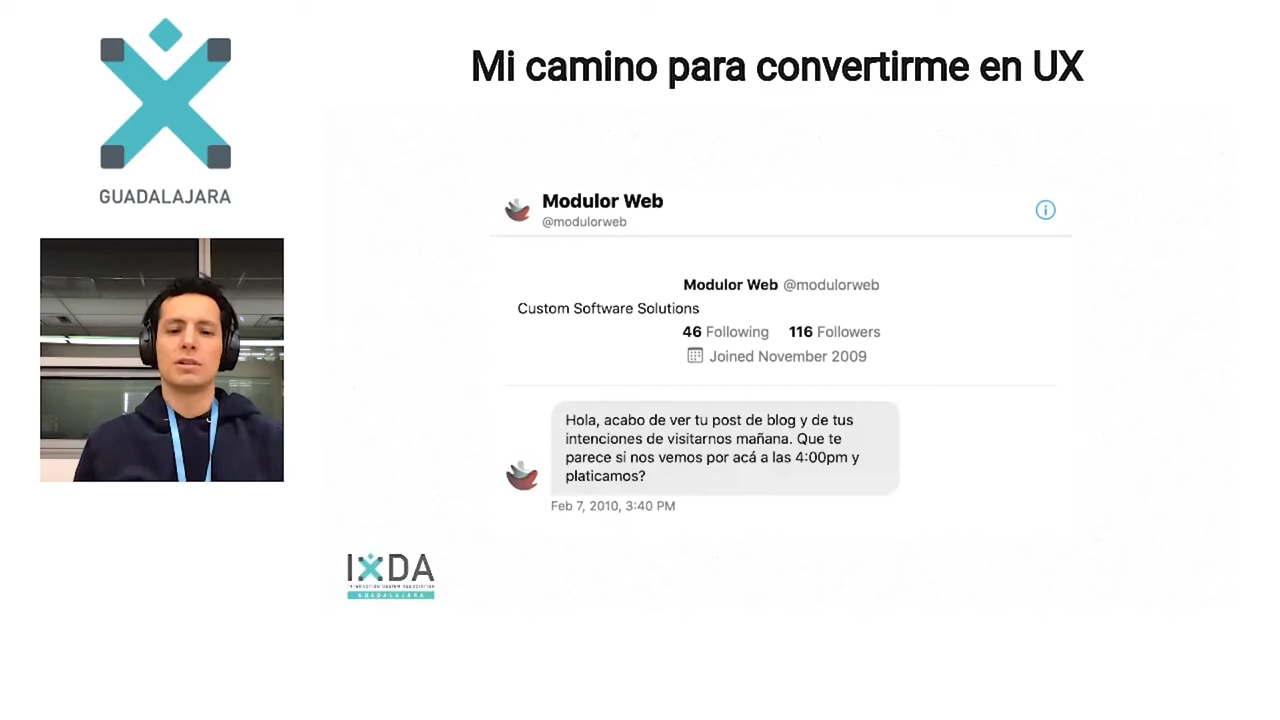 Mi camino para convertirme en UX
GUADALAJARA
Modulor Web
@modulorweb
Modulor Web @modulorweb
Custom Software Solutions
46 Following 116 Followers
Joined November 2009
Hola, acabo de ver tu post de blog y de tus
intenciones de visitarnos mañana. Que te
parece si nos vemos por acá a las 4:00pm y
platicamos?
Feb 7, 2010, 3:40 PM
IXDA
INTERACTION DESIGN ASSOCIATION
GUADALAJARA